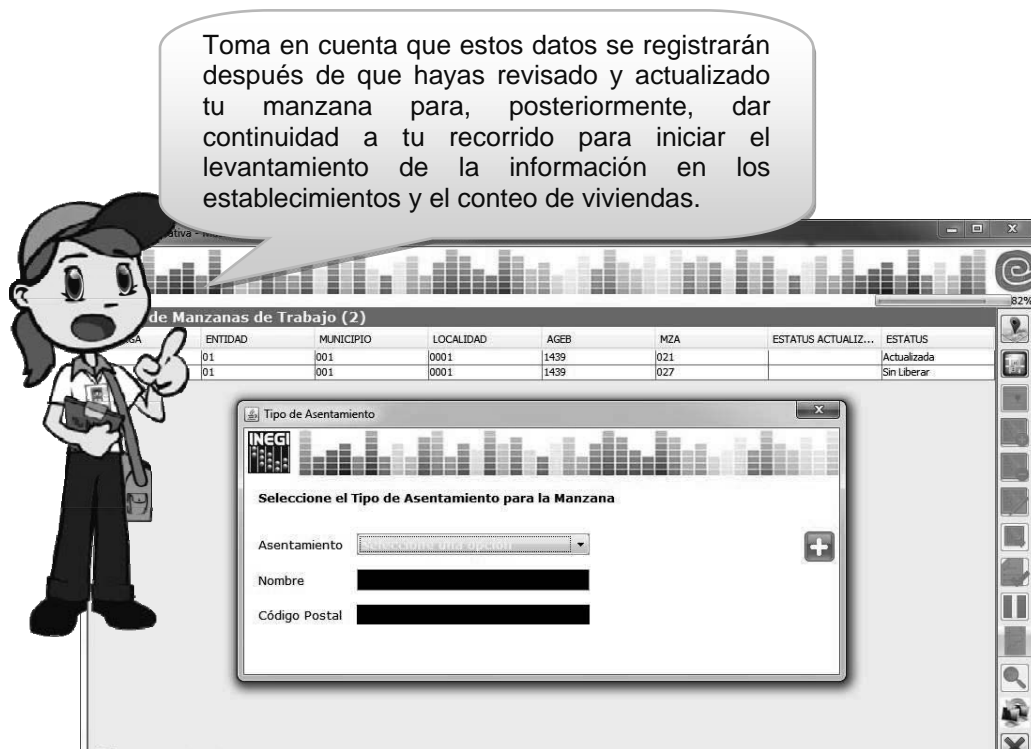 Toma en cuenta que estos datos se registrarán
después de que hayas revisado y actualizado
tu manzana para, posteriormente, dar
continuidad a tu recorrido para iniciar el
levantamiento de la información en los
establecimientos y el conteo de viviendas.
82%
de Manzanas de Trabajo (2)
ENTIDAD MUNICIPIO LOCALIDAD AGEB MZA ESTATUS ACTUALIZ... ESTATUS
01 001 0001 1439 021 Actualizada
01 001 0001 1439 027 Sin Liberar
Tipo de Asentamiento
INEGI
Seleccione el Tipo de Asentamiento para la Manzana
Asentamiento Seleccione una opción
Nombre
Código Postal